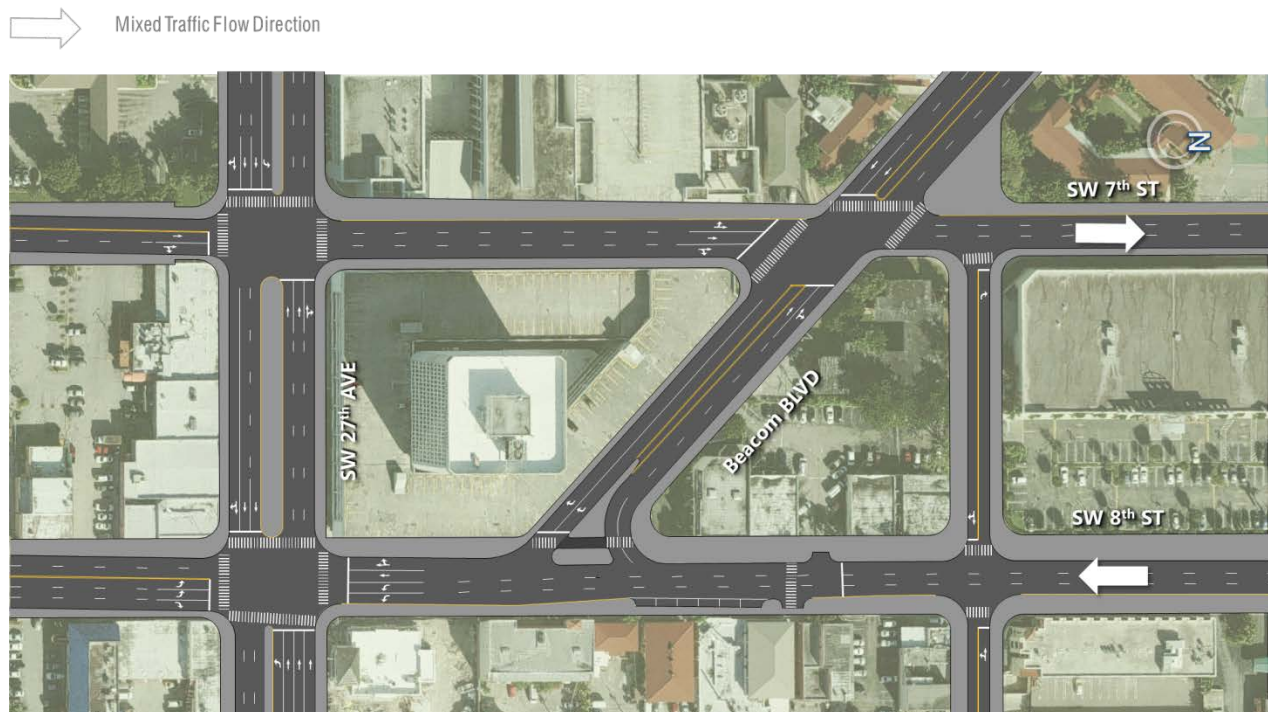 Mixed Traffic Flow Direction
N
SW 7th ST
SW 27th AVE
Beacom BLVD
SW 8th ST